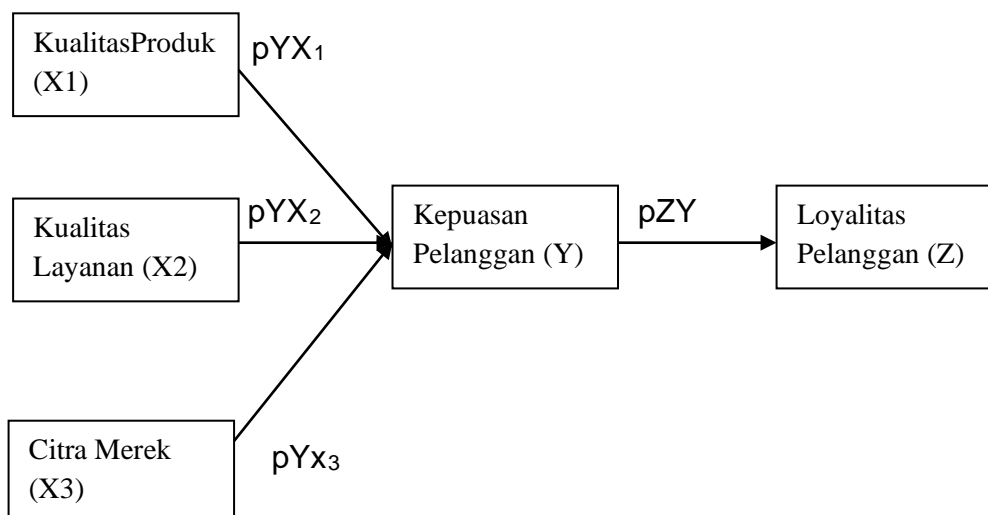 KualitasProduk
(X1)
pYX₁
Kualitas
Layanan (X2)
pYX₂
Citra Merek
(X3)
pYx₃
Kepuasan
Pelanggan (Y)
pZY
Loyalitas
Pelanggan (Z)